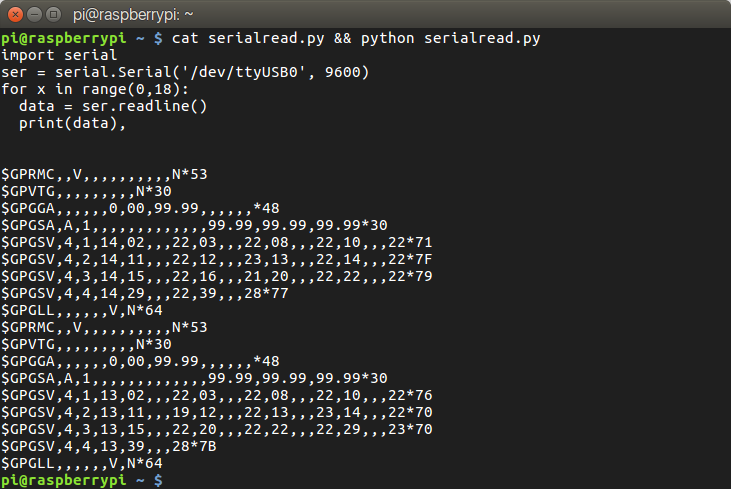 pi@raspberrypi: ~
pi@raspberrypi ~ $ cat serialread.py && python serialread.py
import serial
ser = serial.Serial('/dev/ttyUSB0', 9600)
for x in range(0,18):
  data = ser.readline()
  print(data),
$GPRMC,,V,,,,,,,,,,N*53
$GPVTG,,,,,,,,,N*30
$GPGGA,,,,,,0,00,99.99,,,,,,*48
$GPGSA,A,1,,,,,,,,,,,,,99.99,99.99,99.99*30
$GPGSV,4,1,14,02,,,22,03,,,22,08,,,22,10,,,22*71
$GPGSV,4,2,14,11,,,22,12,,,23,13,,,22,14,,,22*7F
$GPGSV,4,3,14,15,,,22,16,,,21,20,,,22,22,,,22*79
$GPGSV,4,4,14,29,,,22,39,,,28*77
$GPGLL,,,,,,V,N*64
$GPRMC,,V,,,,,,,,,,N*53
$GPVTG,,,,,,,,,N*30
$GPGGA,,,,,,0,00,99.99,,,,,,*48
$GPGSA,A,1,,,,,,,,,,,,,99.99,99.99,99.99*30
$GPGSV,4,1,13,02,,,22,03,,,22,08,,,22,10,,,22*76
$GPGSV,4,2,13,11,,,19,12,,,22,13,,,23,14,,,22*70
$GPGSV,4,3,13,15,,,22,20,,,22,22,,,22,29,,,23*70
$GPGSV,4,4,13,39,,,28*7B
$GPGLL,,,,,,V,N*64
pi@raspberrypi ~ $